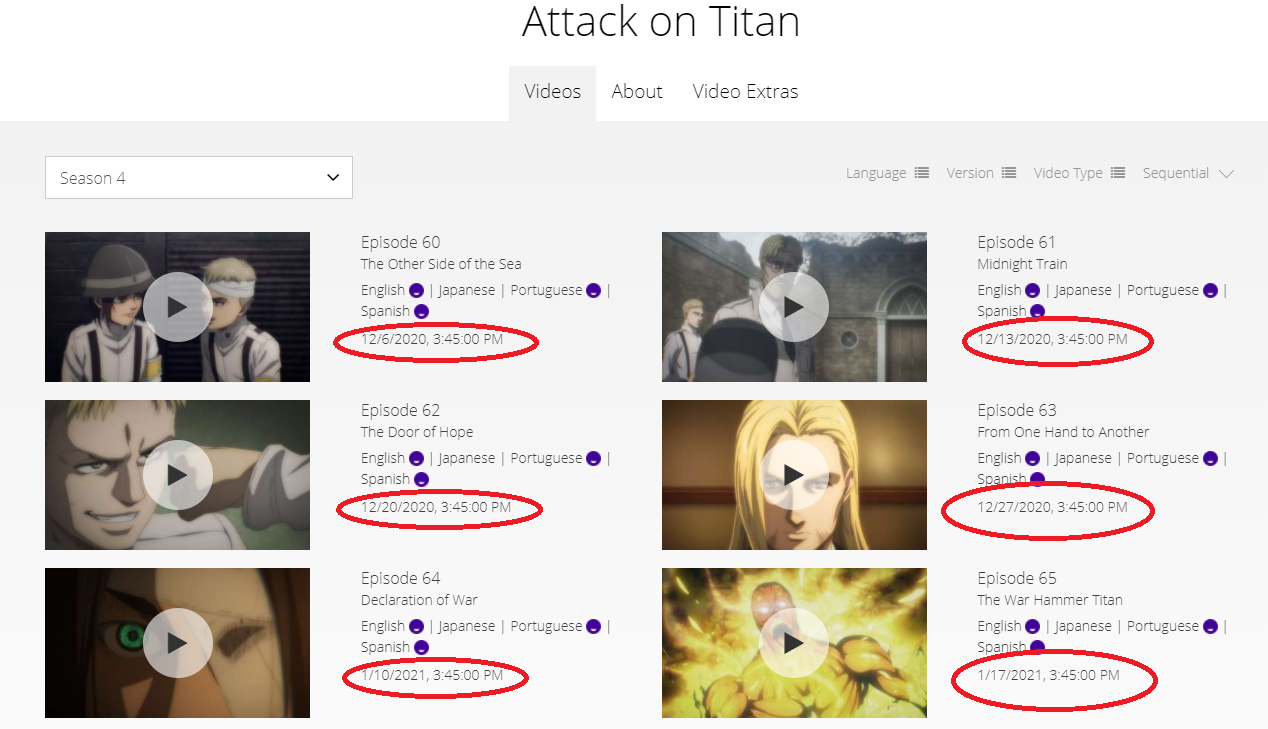 Attack on Titan
Videos
About
Video Extras
Season 4
Language
Version
Video Type
Sequential
Episode 60
The Other Side of the Sea
English | Japanese | Portuguese |
Spanish
12/6/2020, 3:45:00 PM
Episode 61
Midnight Train
English | Japanese | Portuguese |
Spanish
12/13/2020, 3:45:00 PM
Episode 62
The Door of Hope
English | Japanese | Portuguese |
Spanish
12/20/2020, 3:45:00 PM
Episode 63
From One Hand to Another
English | Japanese | Portuguese |
Spanish
12/27/2020, 3:45:00 PM
Episode 64
Declaration of War
English | Japanese | Portuguese |
Spanish
1/10/2021, 3:45:00 PM
Episode 65
The War Hammer Titan
English | Japanese | Portuguese |
Spanish
1/17/2021, 3:45:00 PM